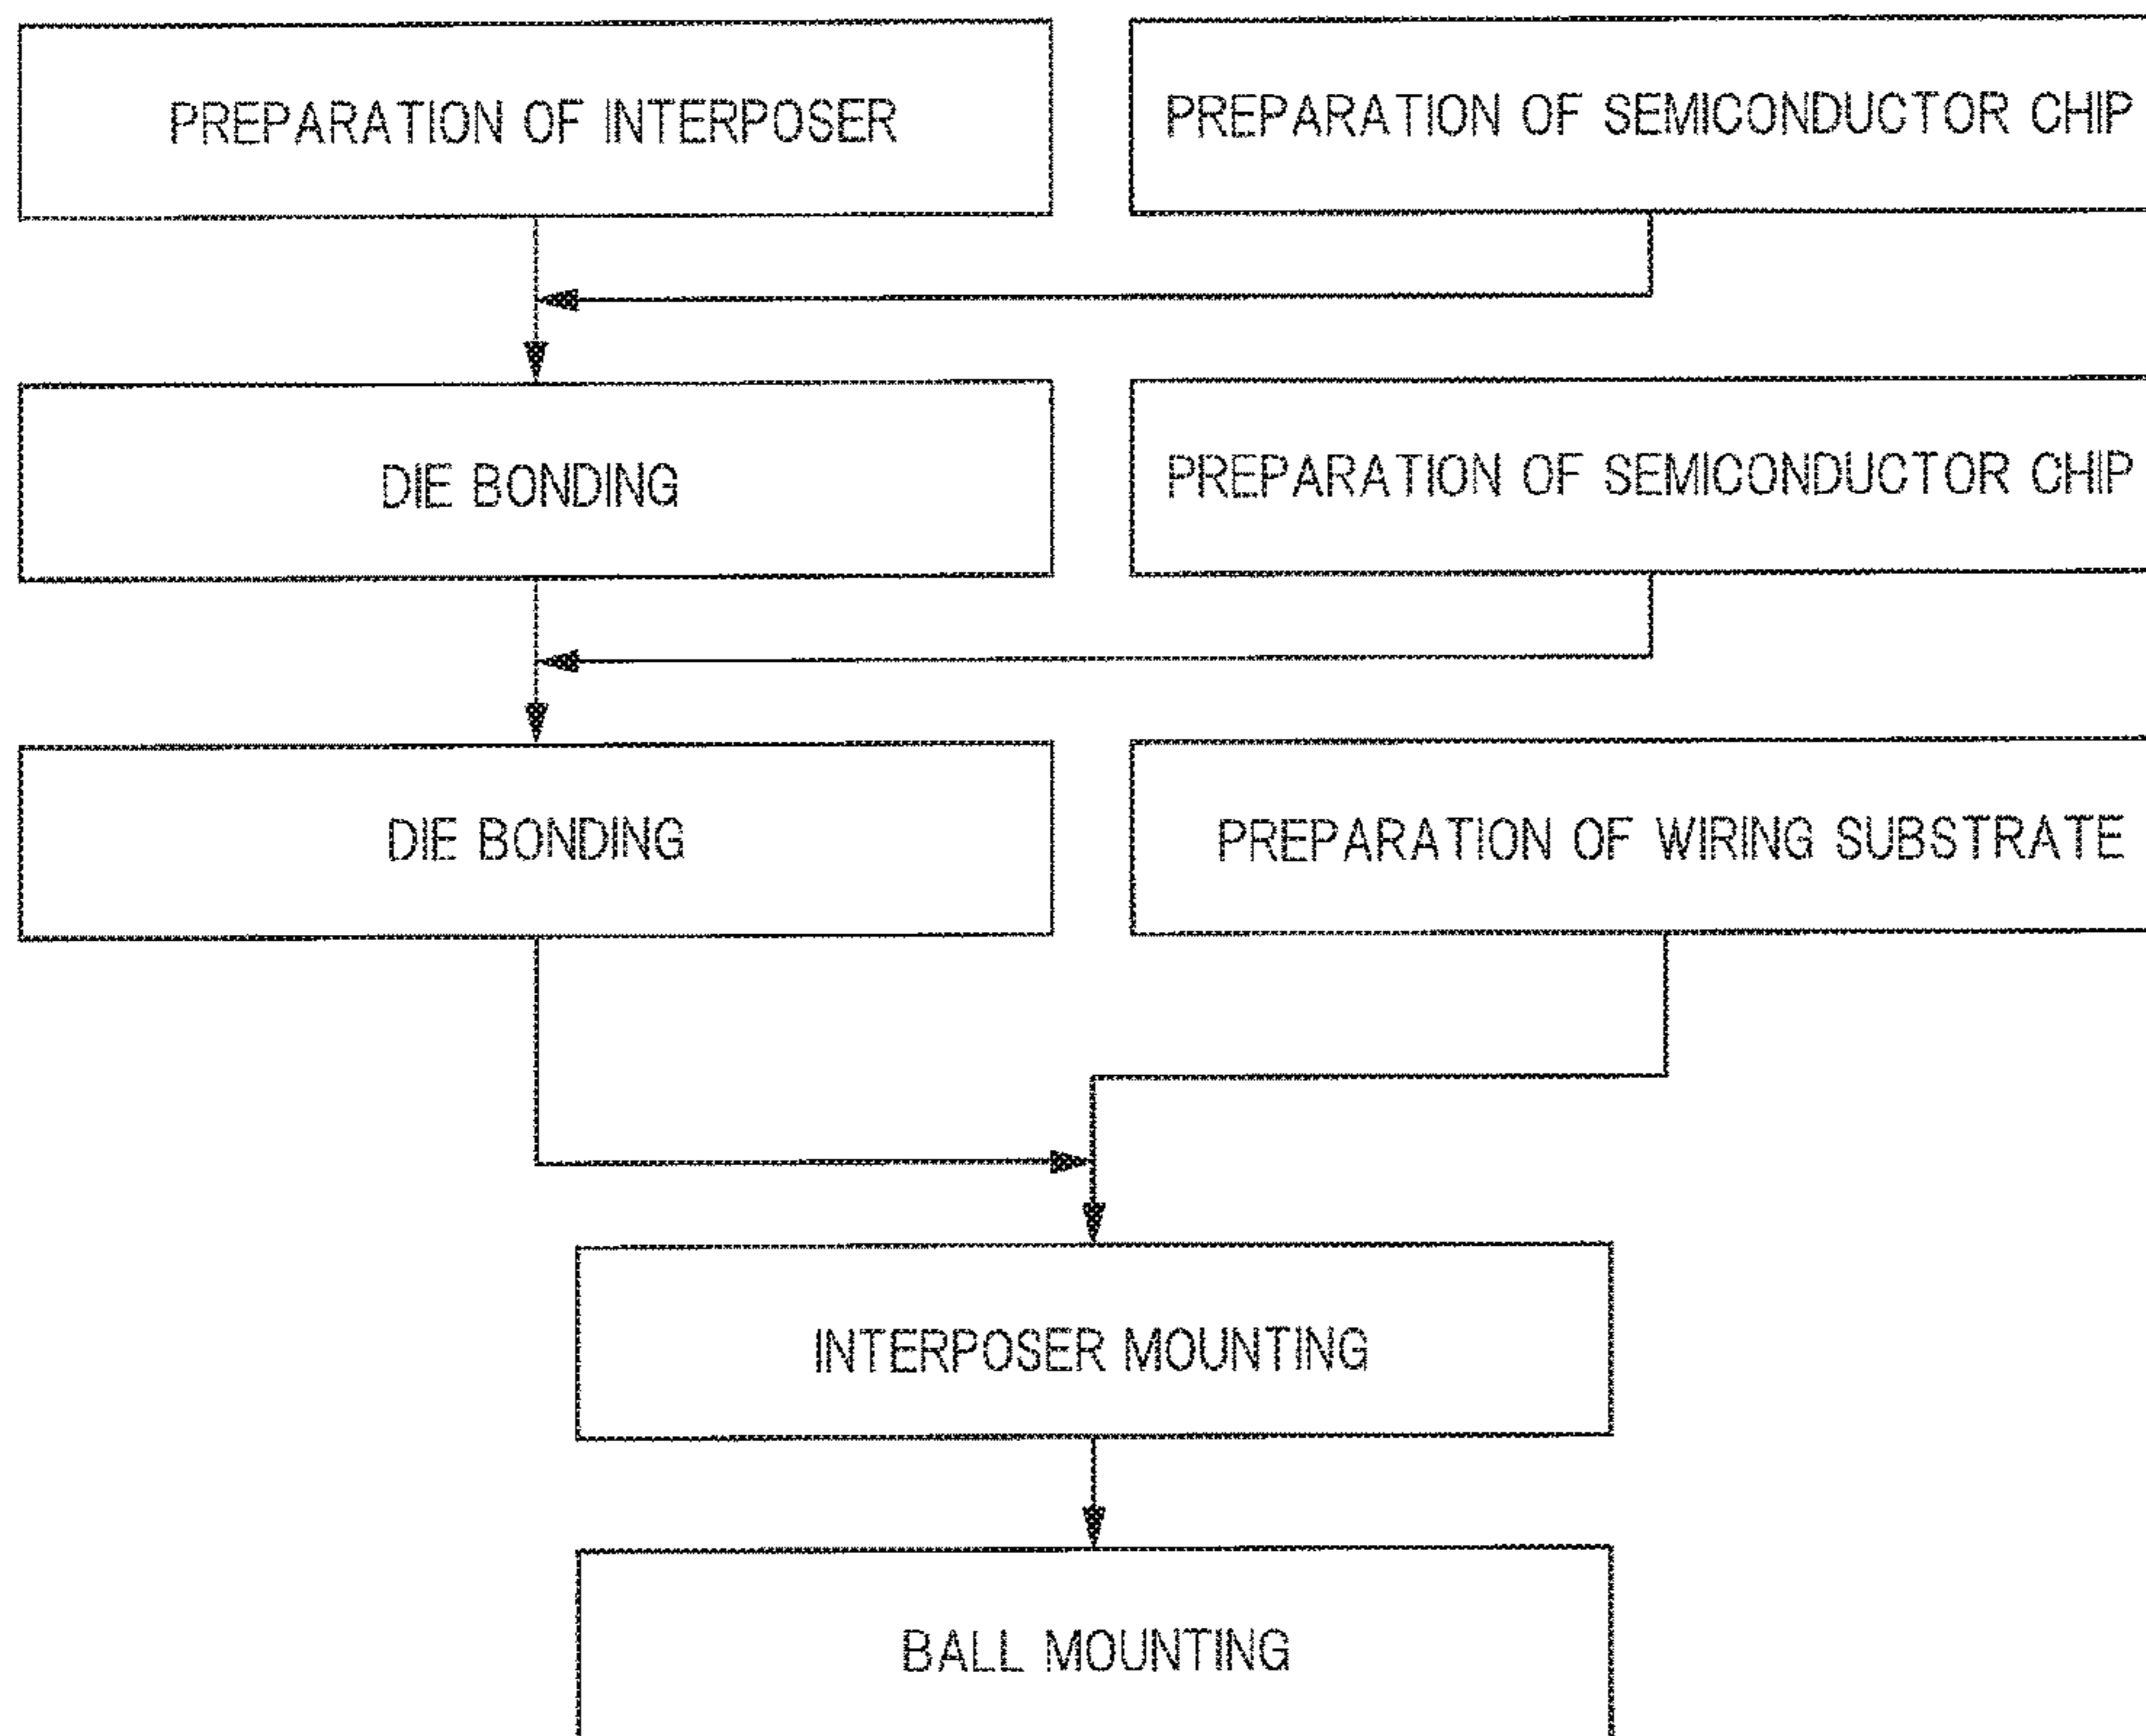 PREPARATION OF INTERPOSER
PREPARATION OF SEMICONDUCTOR CHIP
DIE BONDING
PREPARATION OF SEMICONDUCTOR CHIP
DIE BONDING
PREPARATION OF WIRING SUBSTRATE
INTERPOSER MOUNTING
BALL MOUNTING